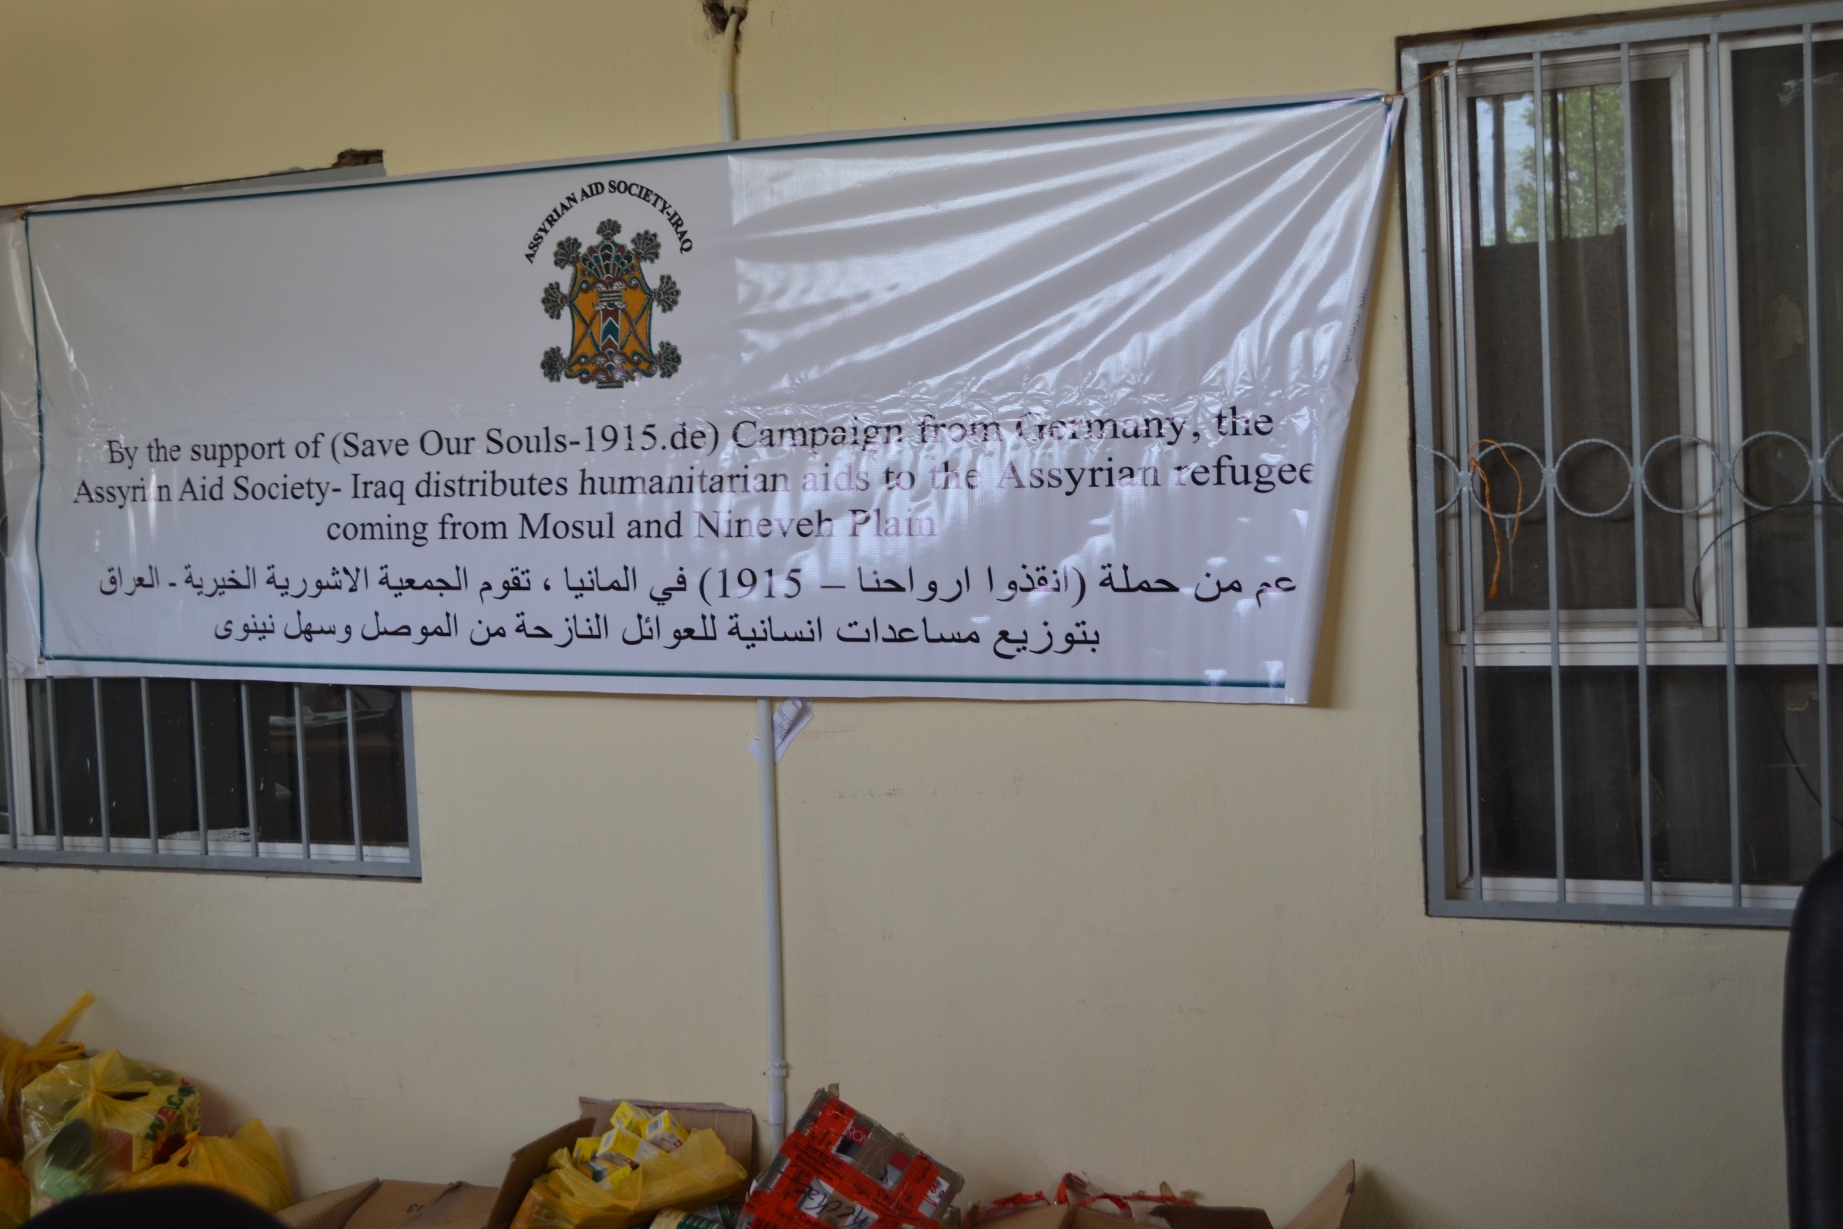 ASSYRIAN AID SOCIETY-IRAQ
By the support of (Save Our Souls-1915.de) Campaign from Germany, the
Assyrian Aid Society- Iraq distributes humanitarian aids to the Assyrian refugee
coming from Mosul and Nineveh Plain
عم من حملة (انقذوا ارواحنا – 1915) في المانيا ، تقوم الجمعية الاشورية الخيرية - العراق
بتوزيع مساعدات انسانية للعوائل النازحة من الموصل وسهل نينوى